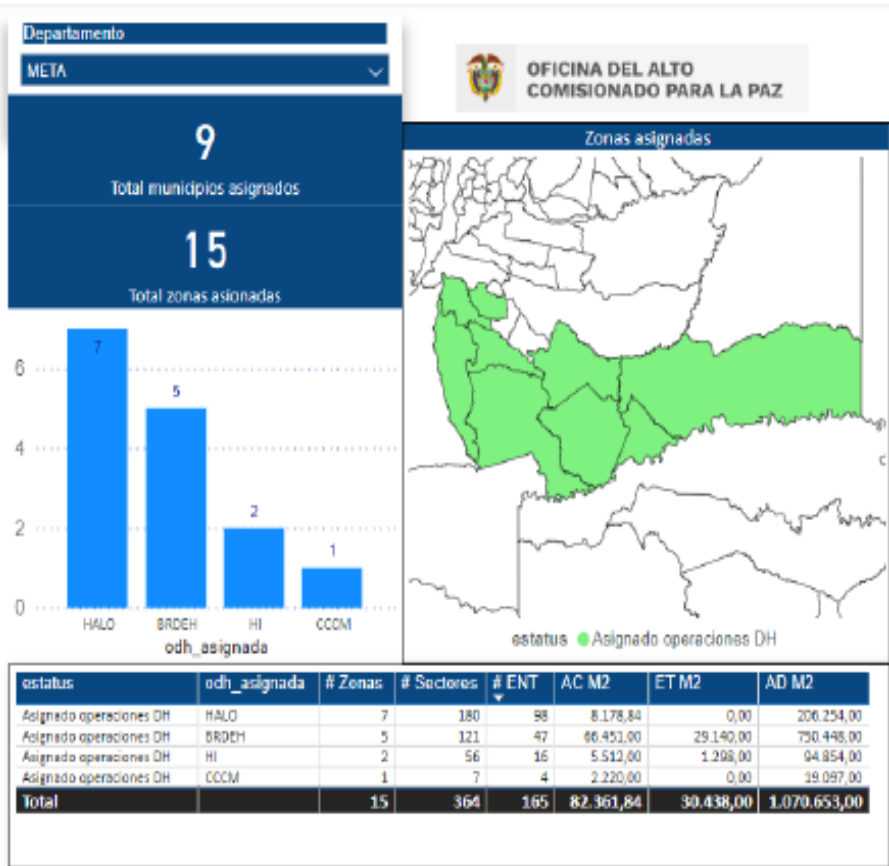 Departamento
META
OFICINA DEL ALTO
COMISIONADO PARA LA PAZ
9
Total municipios asignados
15
Total zonas asignadas
Zonas asignadas
6
4
2
0
7
5
2
1
HALO BRDEH HI CCCM
odh_asignada
estatus Asignado operaciones DH
estatus odh_asignada # Zonas # Sectores # ENT AC M2 ET M2 AD M2
Asignado operaciones DH HALO 7 180 98 8.178,84 0,00 206.254,00
Asignado operaciones DH BRDEH 5 121 47 66.451,00 29.140,00 750.448,00
Asignado operaciones DH HI 2 56 16 5.512,00 1.298,00 94.854,00
Asignado operaciones DH CCCM 1 7 4 2.220,00 0,00 19.097,00
Total 15 364 165 82.361,84 30.438,00 1.070.653,00